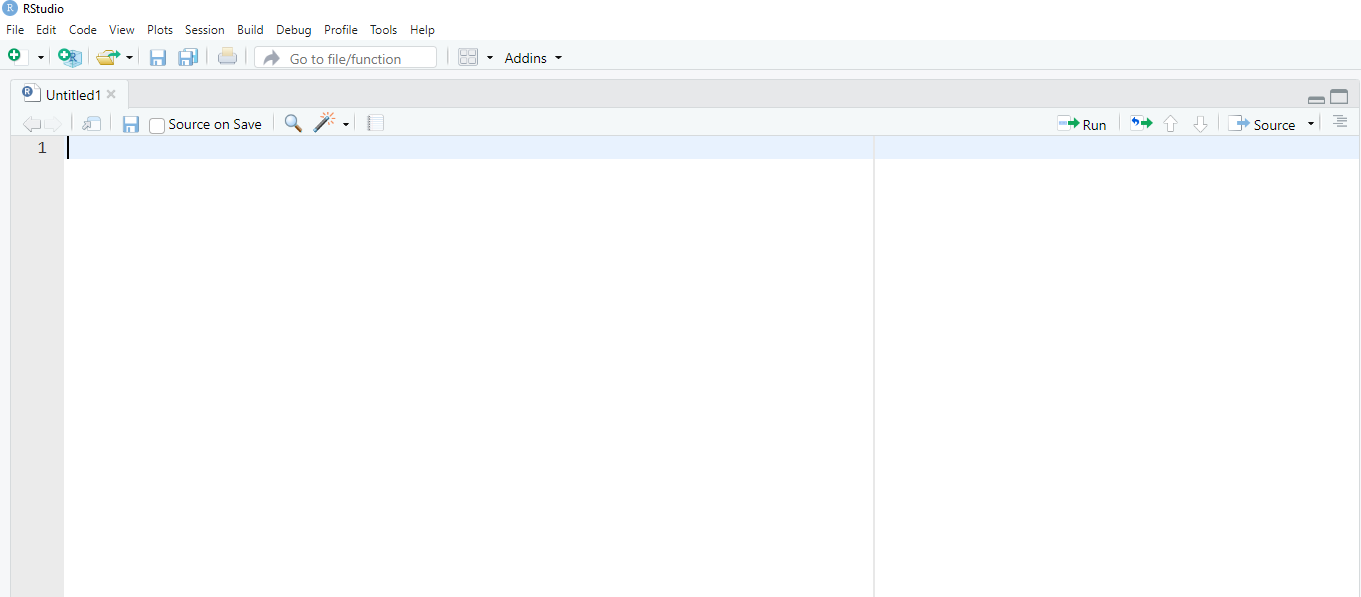 R RStudio
File Edit Code View Plots Session Build Debug Profile Tools Help
R Go to file/function Addins
R Untitled1
Source on Save Run Source
1